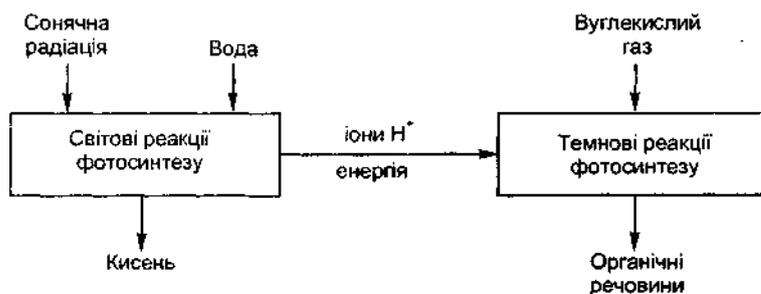 Сонячна
радіація
Вода
Вуглекислий
газ
Світові реакції
фотосинтезу
іони Н⁺
енергія
Темнові реакції
фотосинтезу
Кисень
Органічні
речовини